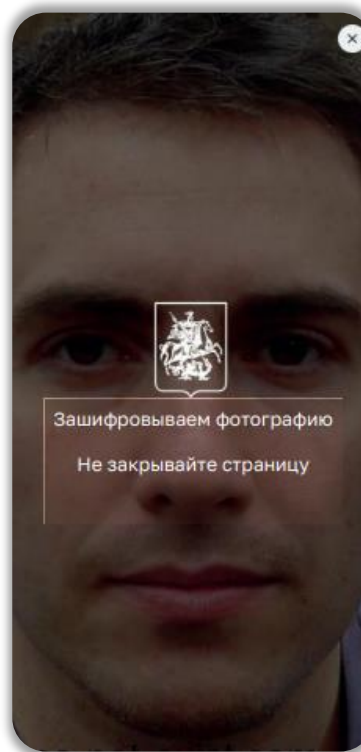 Зашифровываем фотографию
Не закрывайте страницу